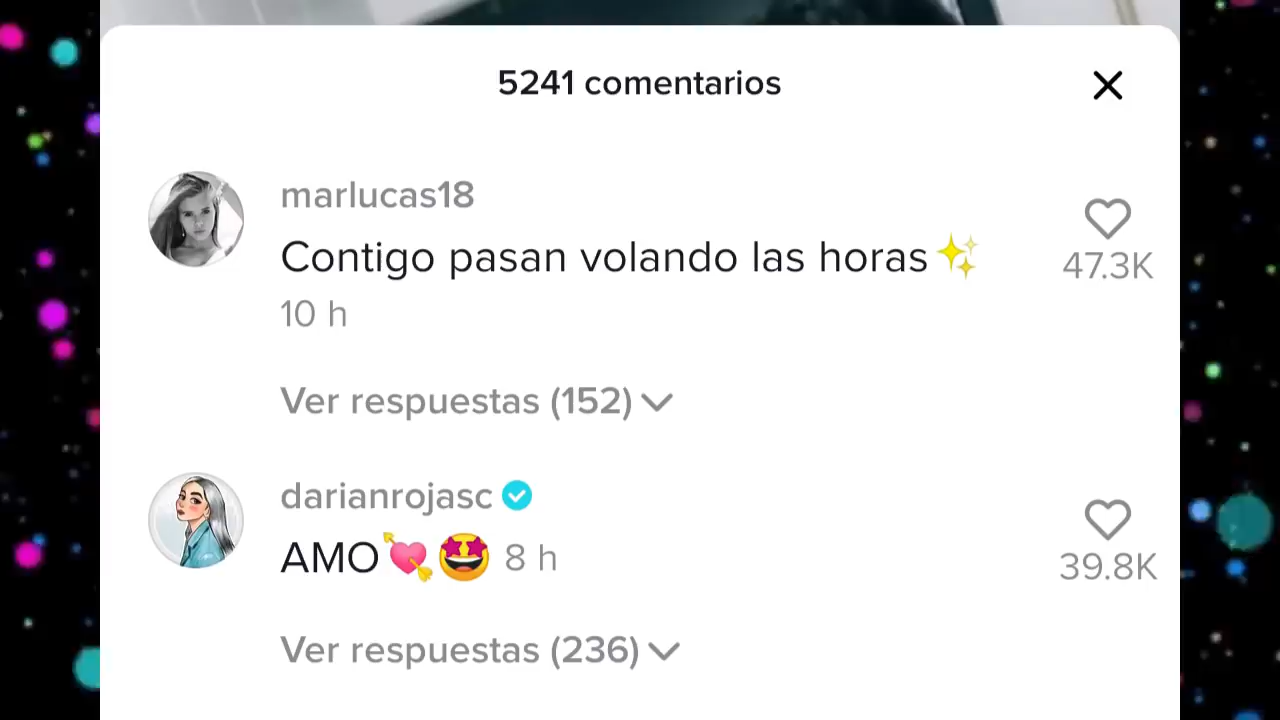 5241 comentarios
marlucas18
Contigo pasan volando las horas✨
47.3K
10 h
Ver respuestas (152)
darianrojasc
AMO💘🤩 8 h
39.8K
Ver respuestas (236)